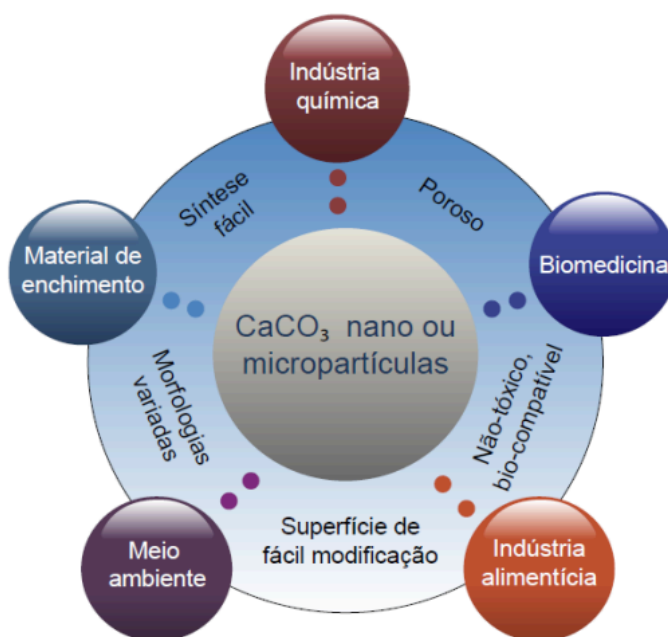 Indústria
química
Síntese
fácil
Poroso
Material de
enchimento
Biomedicina
CaCO₃ nano ou
micropartículas
Morfologias
variadas
Não-tóxico,
bio-compatível
Superfície de
fácil modificação
Meio
ambiente
Indústria
alimentícia